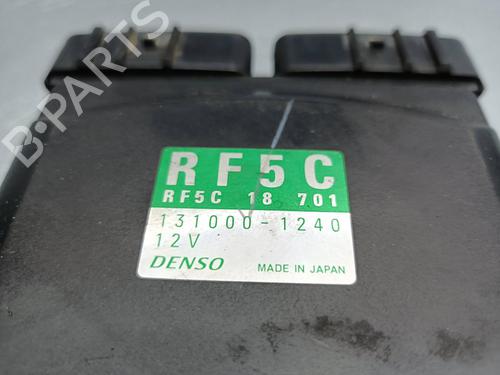 B-PARTS
RF5C
RF5C 18 701
131000-1240
12V
DENSO MADE IN JAPAN